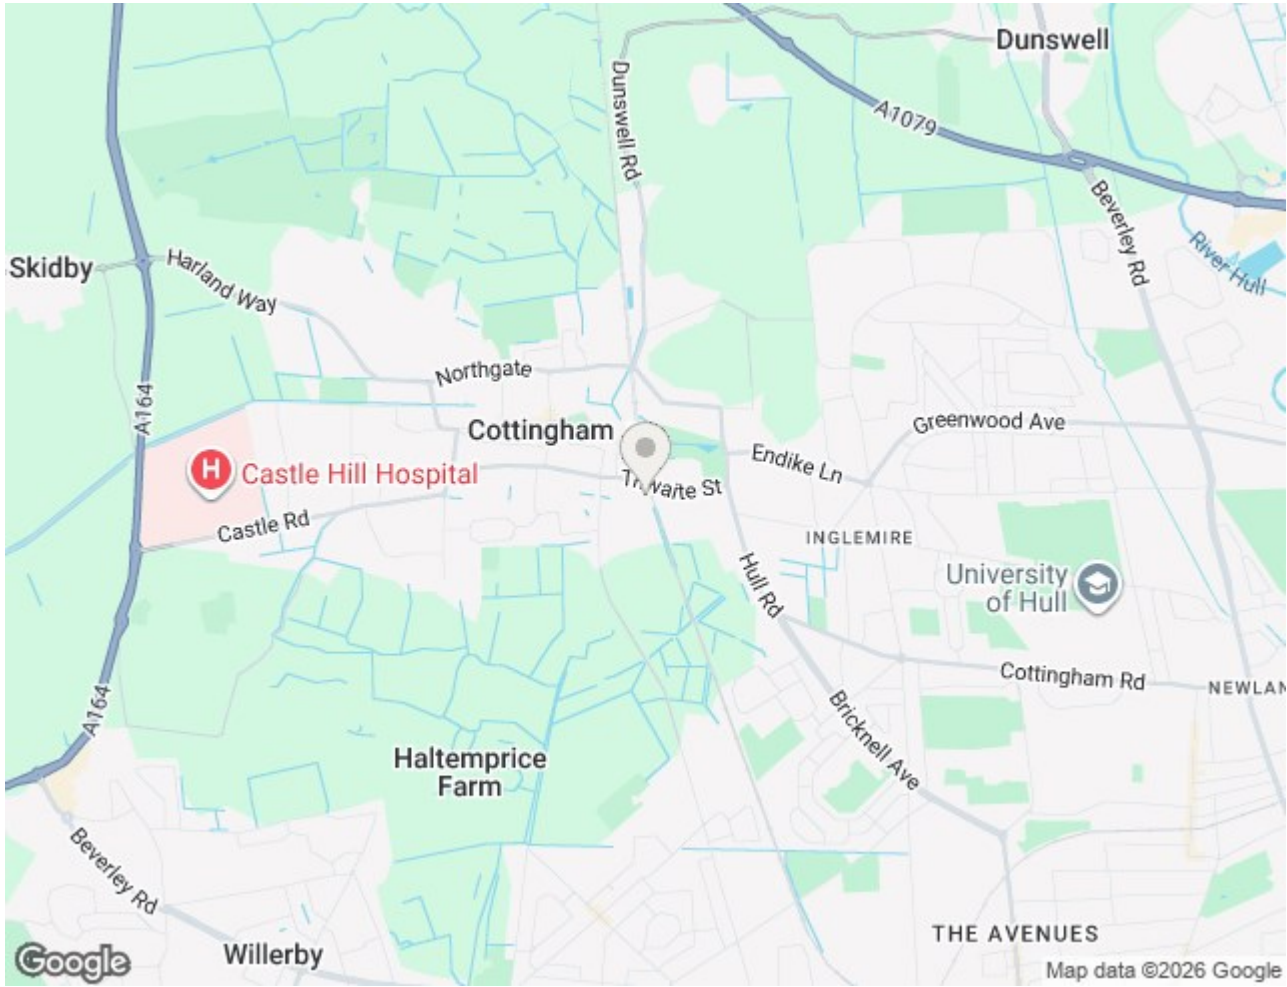 Dunswell
Dunswell Rd
A1079
Beverley Rd
River Hull
Skidby
Harland Way
Northgate
A164
Cottingham
Greenwood Ave
Endike Ln
H
Castle Hill Hospital
Castle Rd
INGLEMIRE
Hull Rd
University
of Hull
Cottingham Rd
NEWLAN
A164
Bricknell Ave
Haltemprice
Farm
Beverley Rd
Willerby
THE AVENUES
Google
Map data ©2026 Google